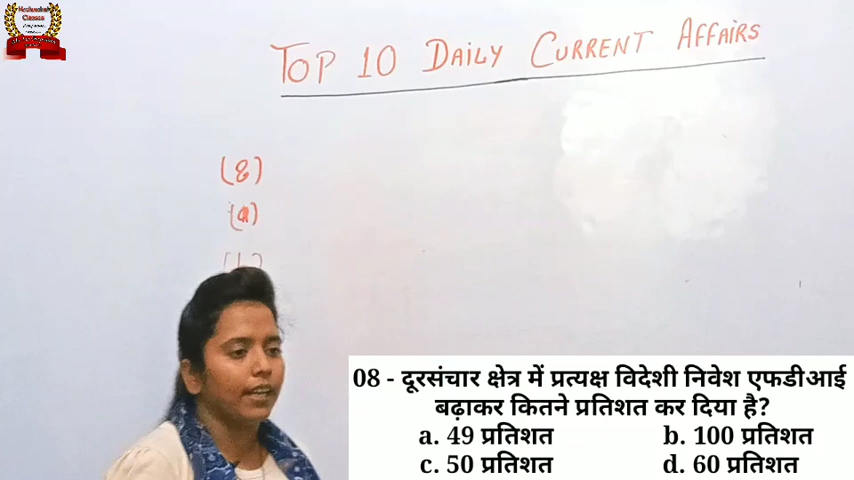 Classes
TOP 10 DAILY CURRENT AFFAIRS
(8)
(a)
08 - दूरसंचार क्षेत्र में प्रत्यक्ष विदेशी निवेश एफडीआई
बढ़ाकर कितने प्रतिशत कर दिया है?
a. 49 प्रतिशत b. 100 प्रतिशत
c. 50 प्रतिशत d. 60 प्रतिशत